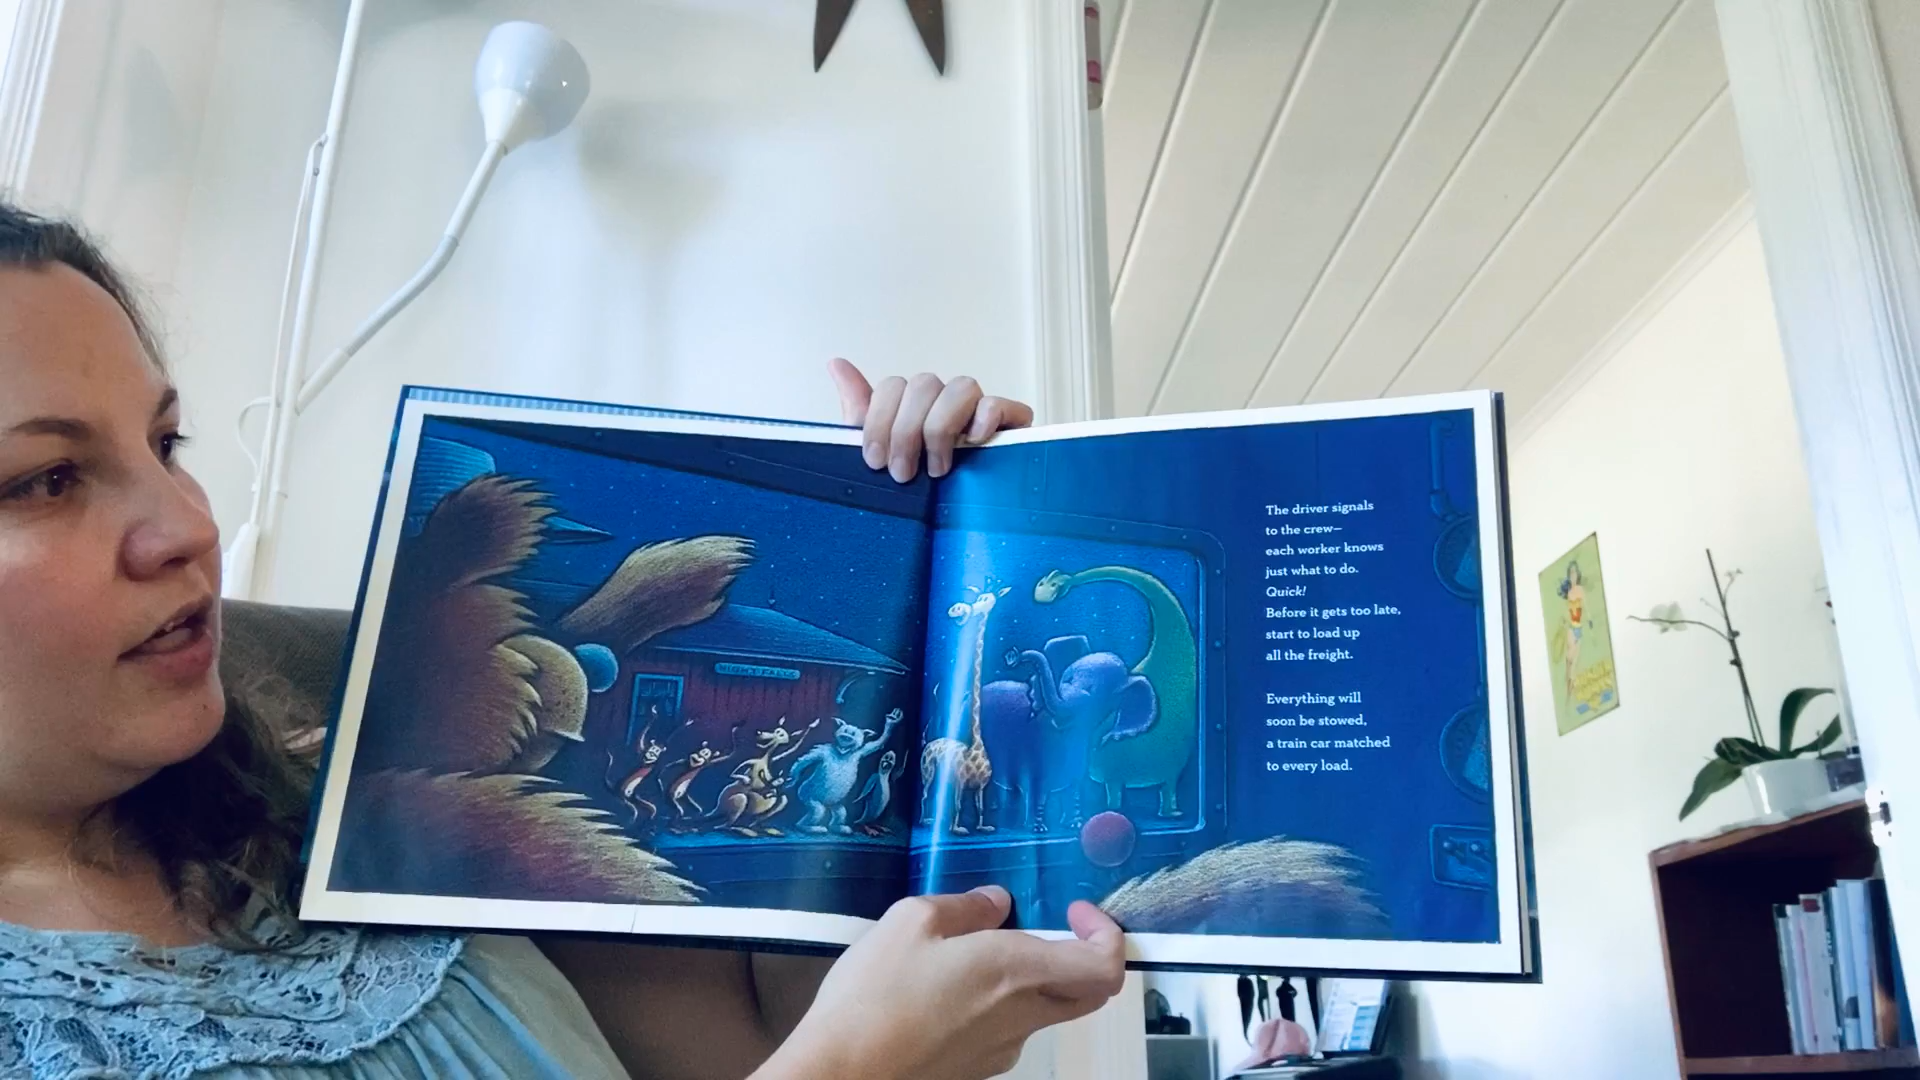 The driver signals
to the crew—
each worker knows
just what to do.
Quick!
Before it gets too late,
start to load up
all the freight.
Everything will
soon be stowed,
a train car matched
to every load.